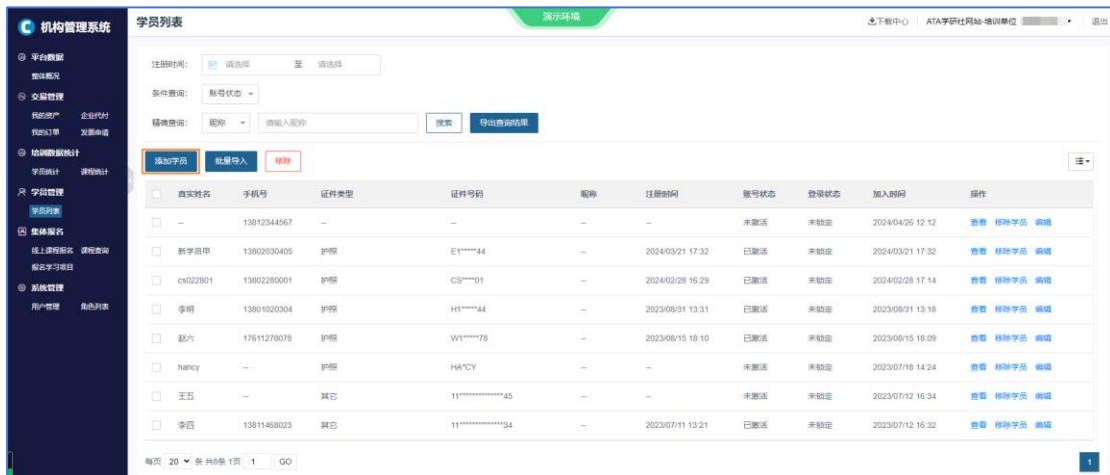 机构管理系统
学员列表
演示环境
下载中心 ATA学研社网站-培训单位 退出
平台数据
整体概况
交易管理
我的资产 企业代付
我的订单 发票申请
培训数据统计
学员统计 课程统计
学员管理
学员列表
集体报名
线上课程报名 课程查询
报名学习项目
系统管理
用户管理 角色列表
注册时间: 请选择 至 请选择
条件查询: 账号状态
精确查询: 昵称 请输入昵称 搜索 导出查询结果
添加学员 批量导入 移除
真实姓名 手机号 证件类型 证件号码 昵称 注册时间 账号状态 登录状态 加入时间 操作
-- 13812344567 -- -- -- -- 未激活 未锁定 2024/04/26 12:12 查看 移除学员 编辑
新学员甲 13802030405 护照 E1*****44 -- 2024/03/21 17:32 已激活 未锁定 2024/03/21 17:32 查看 移除学员 编辑
cs022801 13802280001 护照 CS****01 -- 2024/02/28 16:29 已激活 未锁定 2024/02/28 17:14 查看 移除学员 编辑
李明 13801020304 护照 H1*****44 -- 2023/08/31 13:31 已激活 未锁定 2023/08/31 13:18 查看 移除学员 编辑
赵六 17611278078 护照 W1*****78 -- 2023/08/15 18:10 已激活 未锁定 2023/08/15 18:09 查看 移除学员 编辑
hancy -- 护照 HA*CY -- -- 未激活 未锁定 2023/07/18 14:24 查看 移除学员 编辑
王五 -- 其它 11**************45 -- -- 未激活 未锁定 2023/07/12 16:34 查看 移除学员 编辑
李四 13811468023 其它 11**************34 -- 2023/07/11 13:21 已激活 未锁定 2023/07/12 16:32 查看 移除学员 编辑
每页 20 条 共8条 1页 1 GO 1